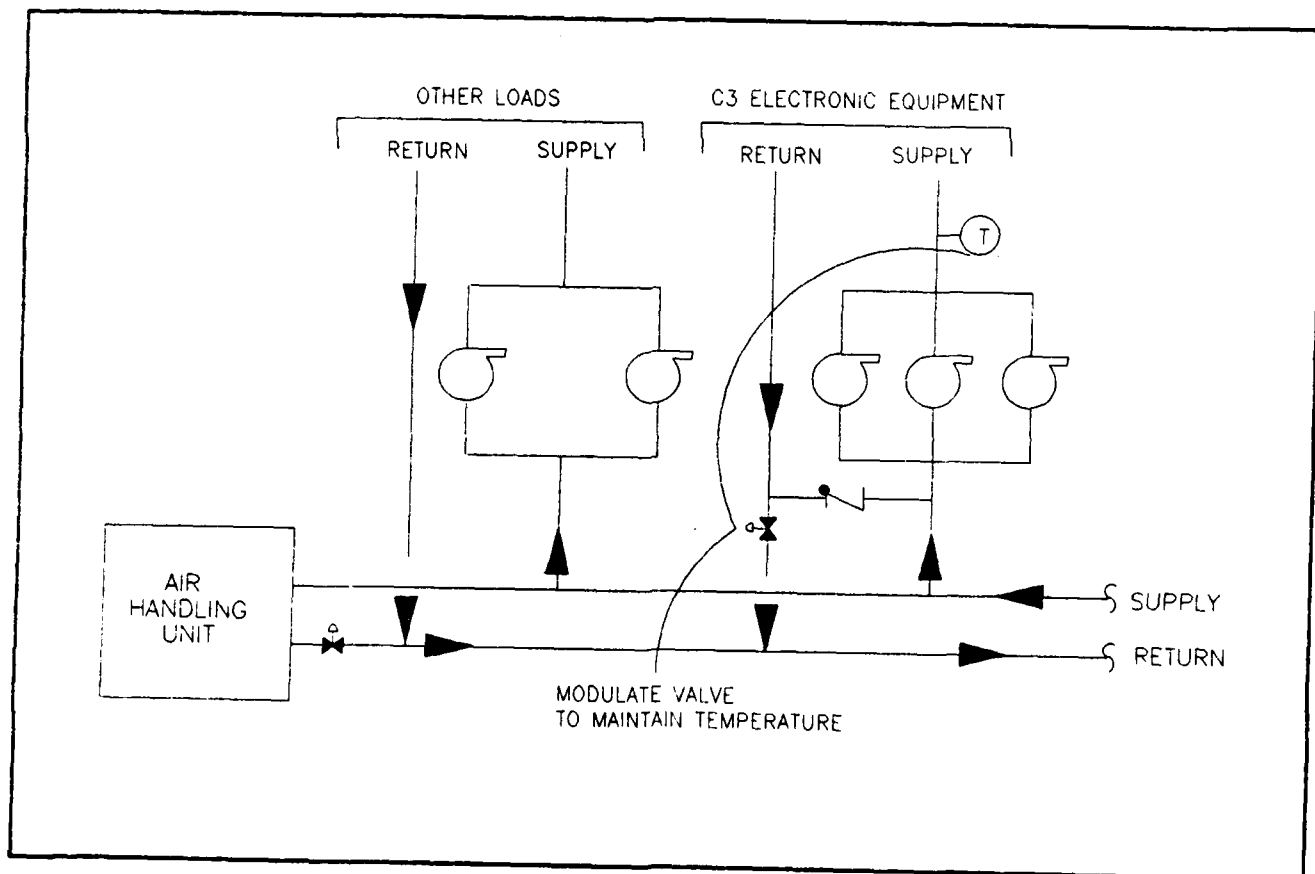 OTHER LOADS
C3 ELECTRONIC EQUIPMENT
RETURN
SUPPLY
RETURN
SUPPLY
T
AIR
HANDLING
UNIT
SUPPLY
RETURN
MODULATE VALVE
TO MAINTAIN TEMPERATURE